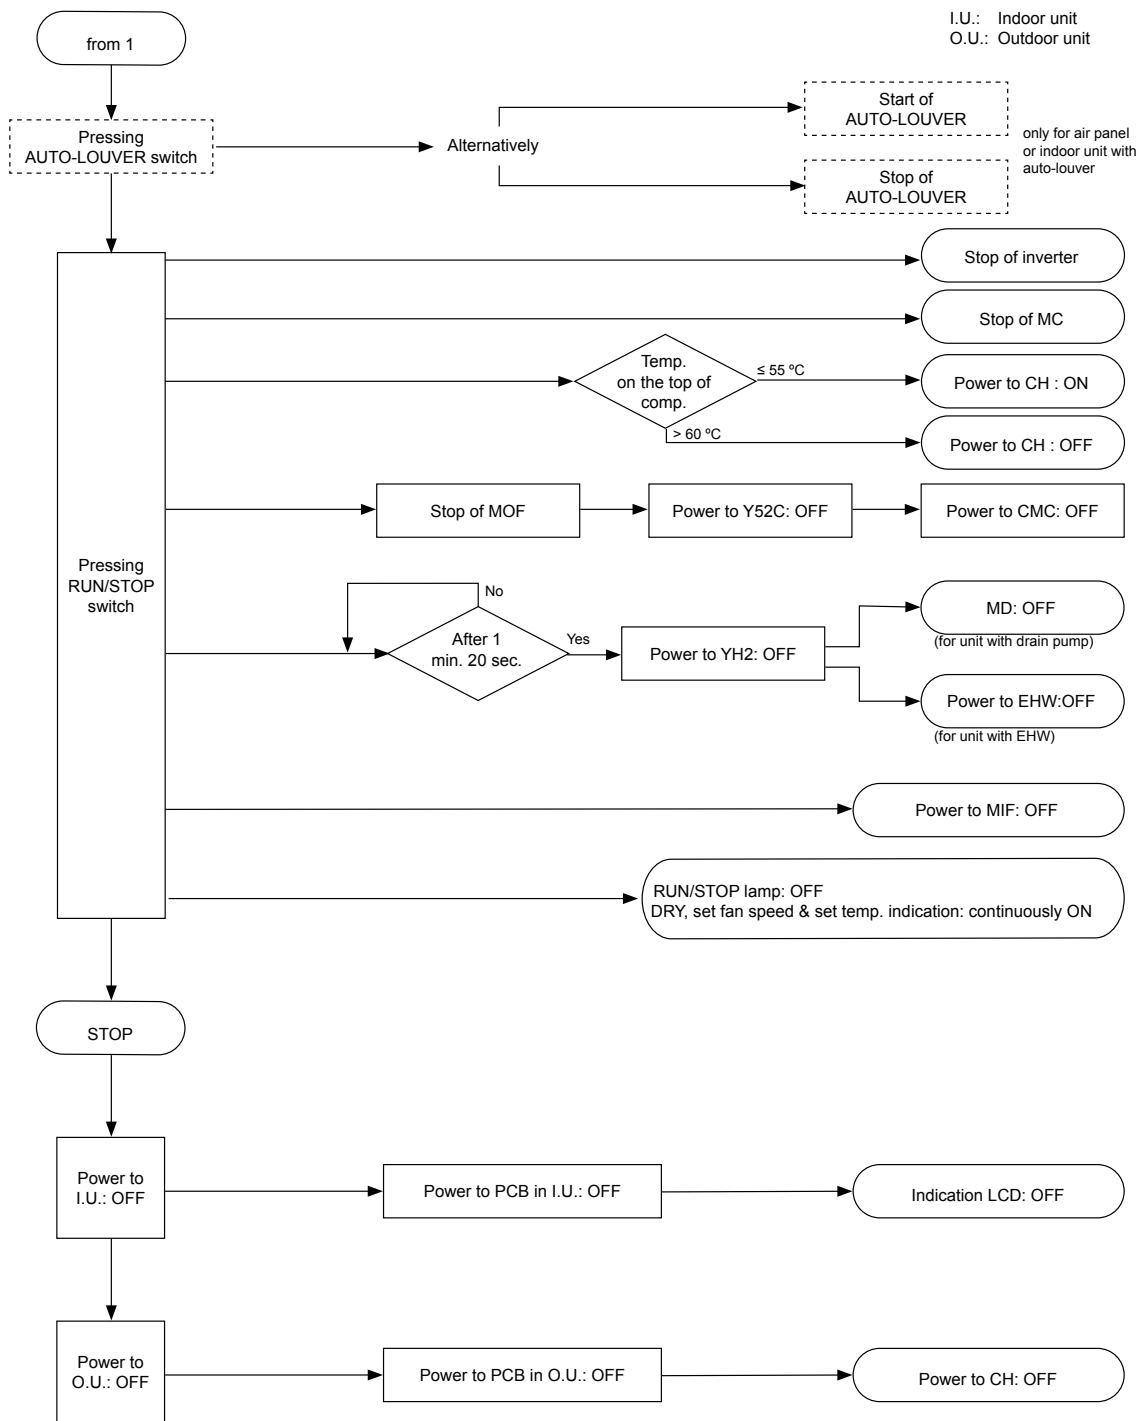 I.U.: Indoor unit
O.U.: Outdoor unit
from 1
Pressing
AUTO-LOUVER switch
Alternatively
Start of
AUTO-LOUVER
Stop of
AUTO-LOUVER
only for air panel
or indoor unit with
auto-louver
Pressing
RUN/STOP
switch
Stop of inverter
Stop of MC
Temp.
on the top of
comp.
≤ 55 ºC
> 60 ºC
Power to CH : ON
Power to CH : OFF
Stop of MOF
Power to Y52C: OFF
Power to CMC: OFF
No
After 1
min. 20 sec.
Yes
Power to YH2: OFF
MD: OFF
(for unit with drain pump)
Power to EHW:OFF
(for unit with EHW)
Power to MIF: OFF
RUN/STOP lamp: OFF
DRY, set fan speed & set temp. indication: continuously ON
STOP
Power to
I.U.: OFF
Power to PCB in I.U.: OFF
Indication LCD: OFF
Power to
O.U.: OFF
Power to PCB in O.U.: OFF
Power to CH: OFF